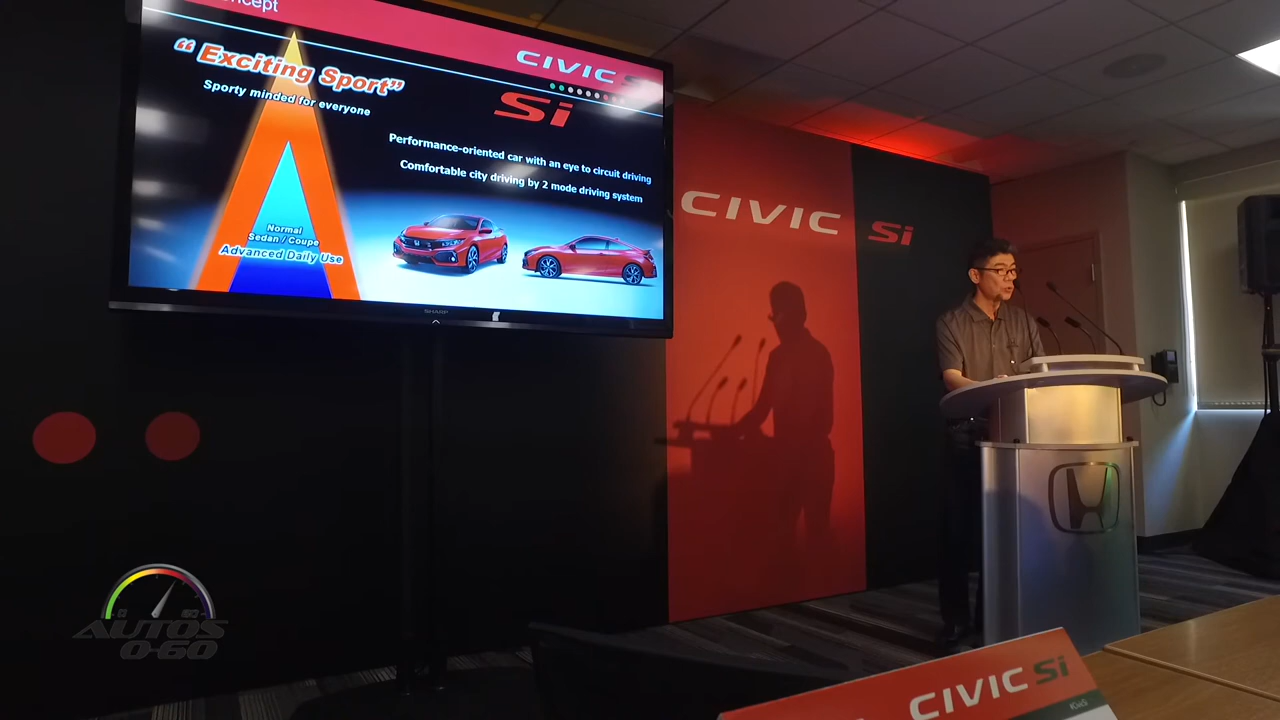 CIVIC Si
"Exciting Sport"
Sporty minded for everyone
Si
Performance-oriented car with an eye to circuit driving
Comfortable city driving by 2 mode driving system
Normal
Sedan / Coupe
Advanced Daily Use
SHARP
CIVIC Si
AUTOS
0-60
CIVIC Si